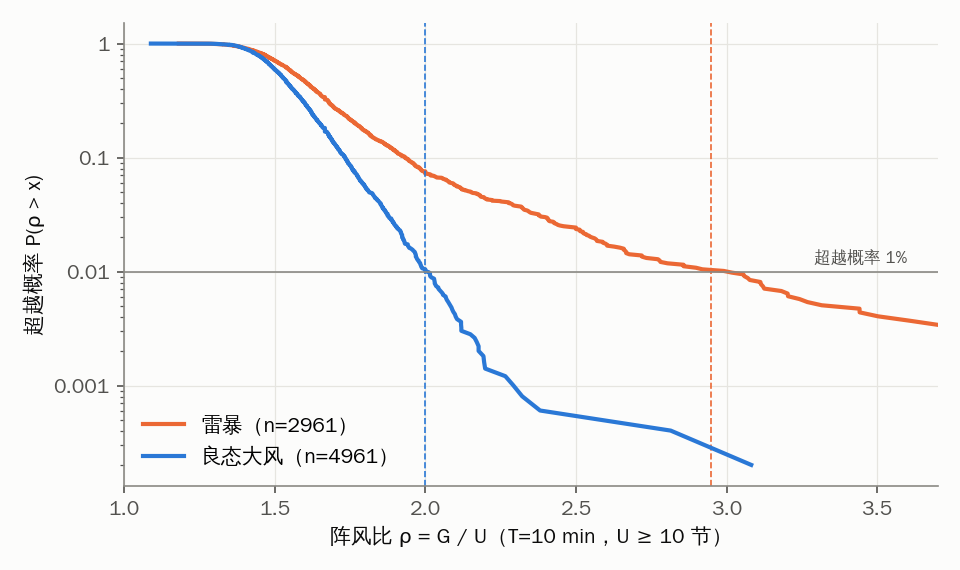 超越概率 P(ρ > x)
1
0.1
0.01
0.001
超越概率 1%
雷暴（n=2961）
良态大风（n=4961）
1.0 1.5 2.0 2.5 3.0 3.5
阵风比 ρ = G / U（T=10 min，U ≥ 10 节）